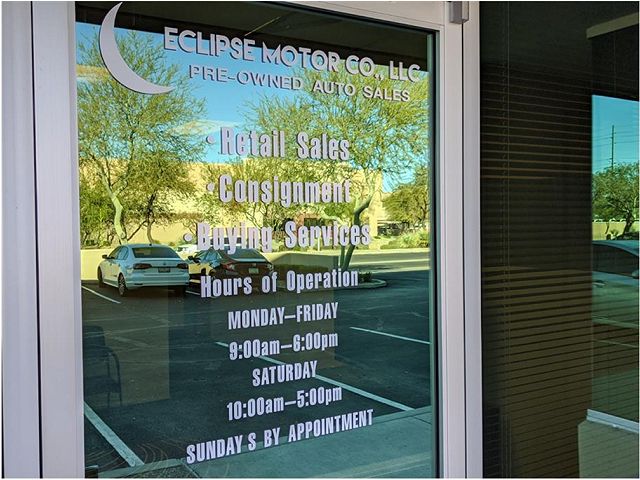 ECLIPSE MOTOR CO., LLC
PRE-OWNED AUTO SALES
• Retail Sales
• Consignment
• Buying Services
Hours of Operation
MONDAY–FRIDAY
9:00am–6:00pm
SATURDAY
10:00am–5:00pm
SUNDAY S BY APPOINTMENT